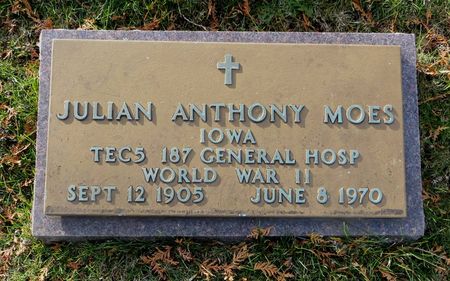 JULIAN ANTHONY MOES
IOWA
TEC5 187 GENERAL HOSP
WORLD WAR II
SEPT 12 1905 JUNE 8 1970